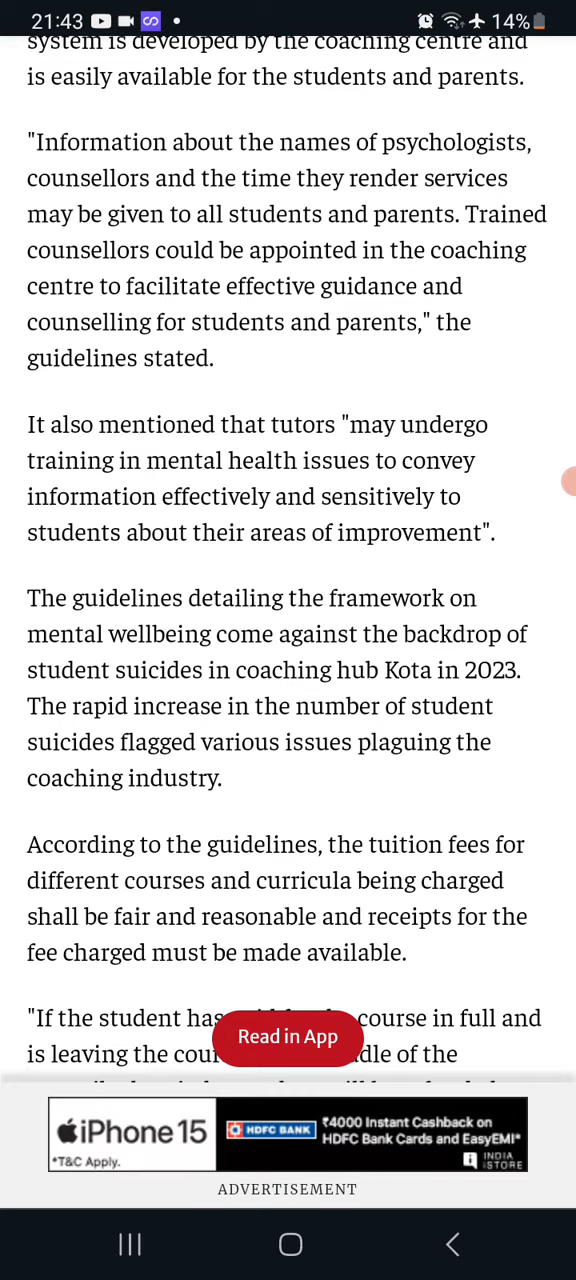 21:43
14%
system is developed by the coaching centre and
is easily available for the students and parents.
"Information about the names of psychologists,
counsellors and the time they render services
may be given to all students and parents. Trained
counsellors could be appointed in the coaching
centre to facilitate effective guidance and
counselling for students and parents," the
guidelines stated.
It also mentioned that tutors "may undergo
training in mental health issues to convey
information effectively and sensitively to
students about their areas of improvement".
The guidelines detailing the framework on
mental wellbeing come against the backdrop of
student suicides in coaching hub Kota in 2023.
The rapid increase in the number of student
suicides flagged various issues plaguing the
coaching industry.
According to the guidelines, the tuition fees for
different courses and curricula being charged
shall be fair and reasonable and receipts for the
fee charged must be made available.
"If the student has course in full and
is leaving the of the
Read in App
iPhone 15
*T&C Apply.
HDFC BANK
₹4000 Instant Cashback on
HDFC Bank Cards and EasyEMI*
INDIA
iSTORE
ADVERTISEMENT